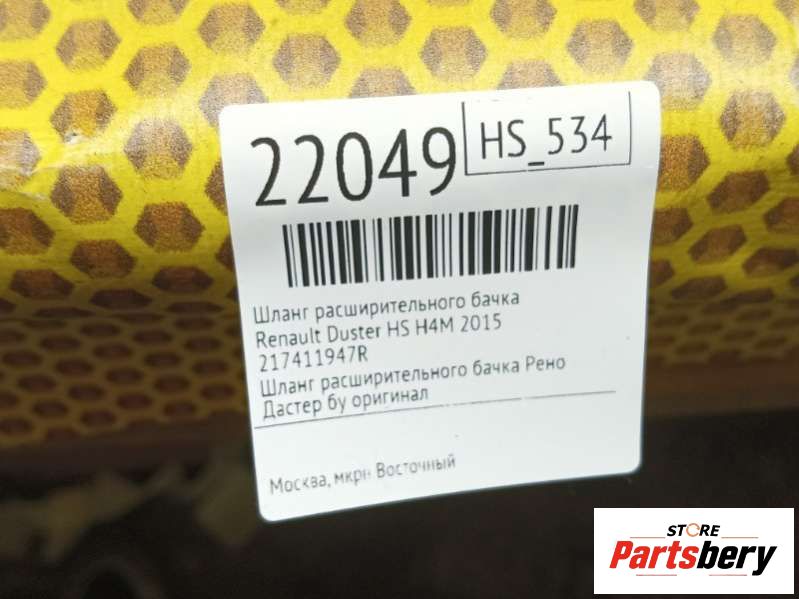 22049
HS_534
Шланг расширительного бачка
Renault Duster HS H4M 2015
217411947R
Шланг расширительного бачка Рено
Дастер бу оригинал
Москва, мкрн Восточный
STORE
Partsbery